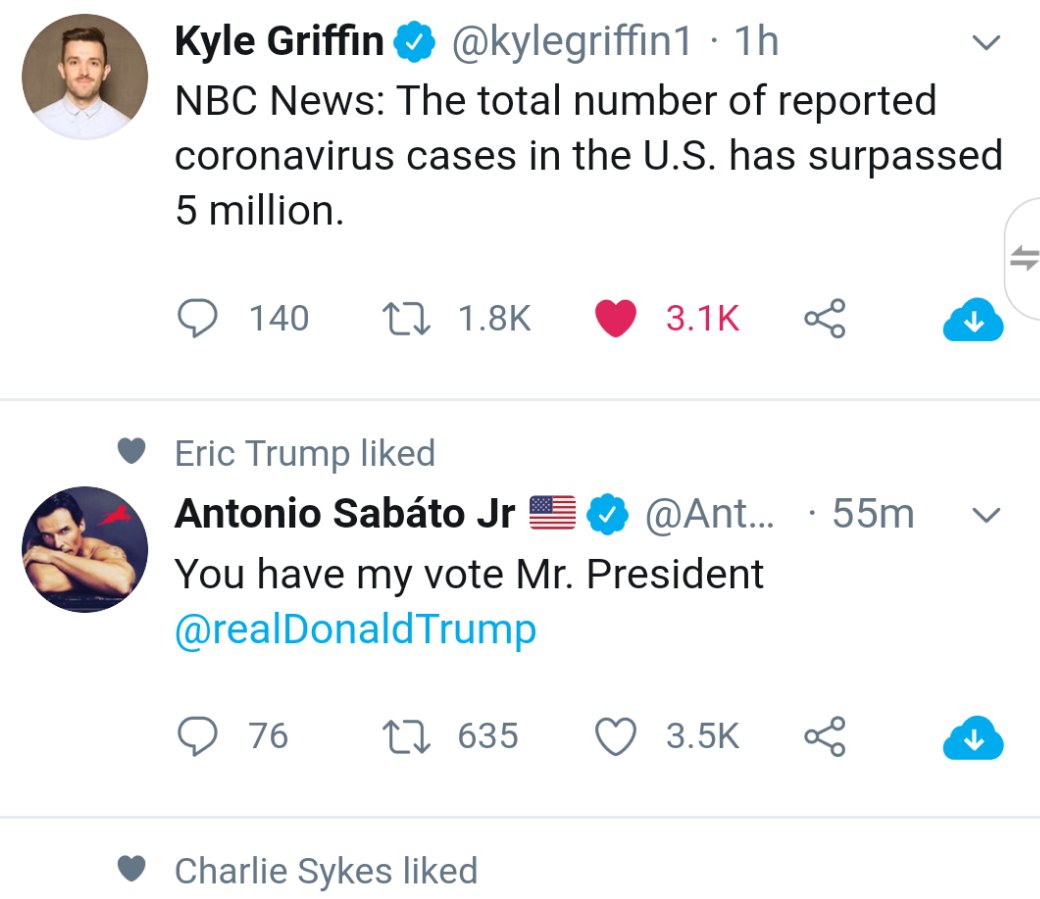 Kyle Griffin @kylegriffin1 · 1h
NBC News: The total number of reported
coronavirus cases in the U.S. has surpassed
5 million.
140 1.8K 3.1K
Eric Trump liked
Antonio Sabáto Jr 🇺🇸 @Ant... · 55m
You have my vote Mr. President
@realDonaldTrump
76 635 3.5K
Charlie Sykes liked